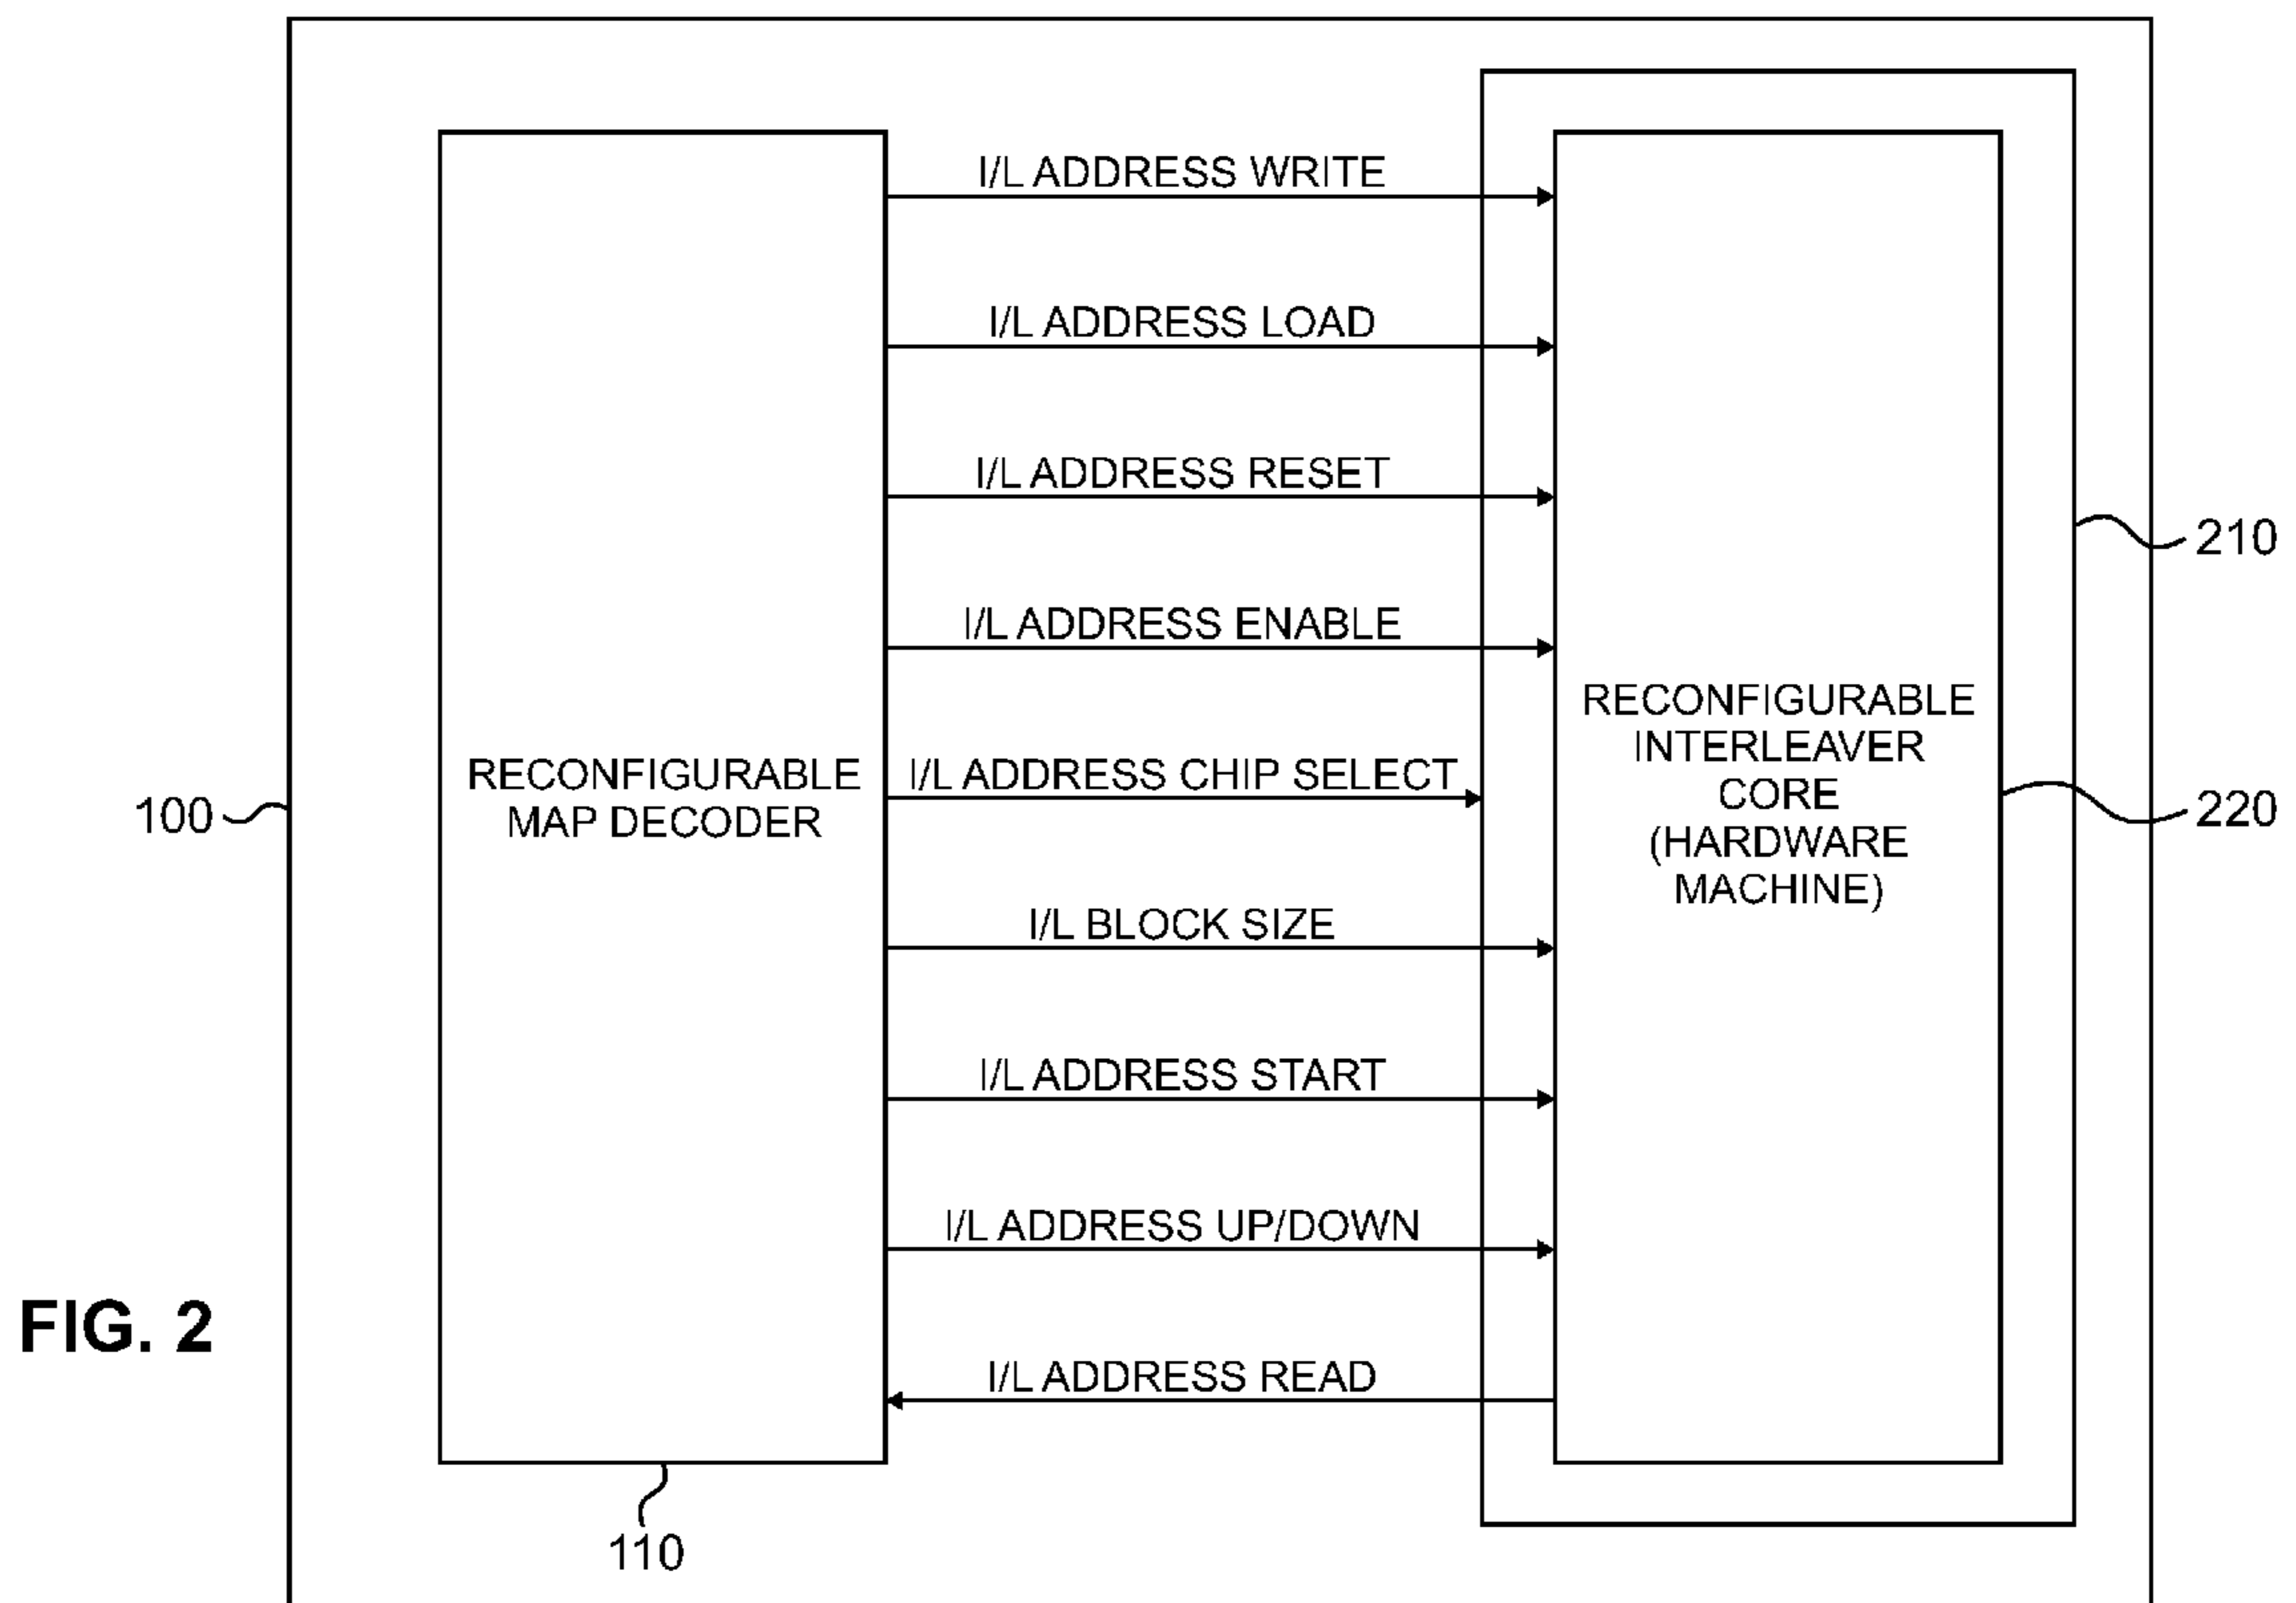 I/L ADDRESS WRITE
I/L ADDRESS LOAD
I/L ADDRESS RESET
I/L ADDRESS ENABLE
I/L ADDRESS CHIP SELECT
I/L BLOCK SIZE
I/L ADDRESS START
I/L ADDRESS UP/DOWN
I/L ADDRESS READ
RECONFIGURABLE
MAP DECODER
RECONFIGURABLE
INTERLEAVER
CORE
(HARDWARE
MACHINE)
100
110
210
220
FIG. 2